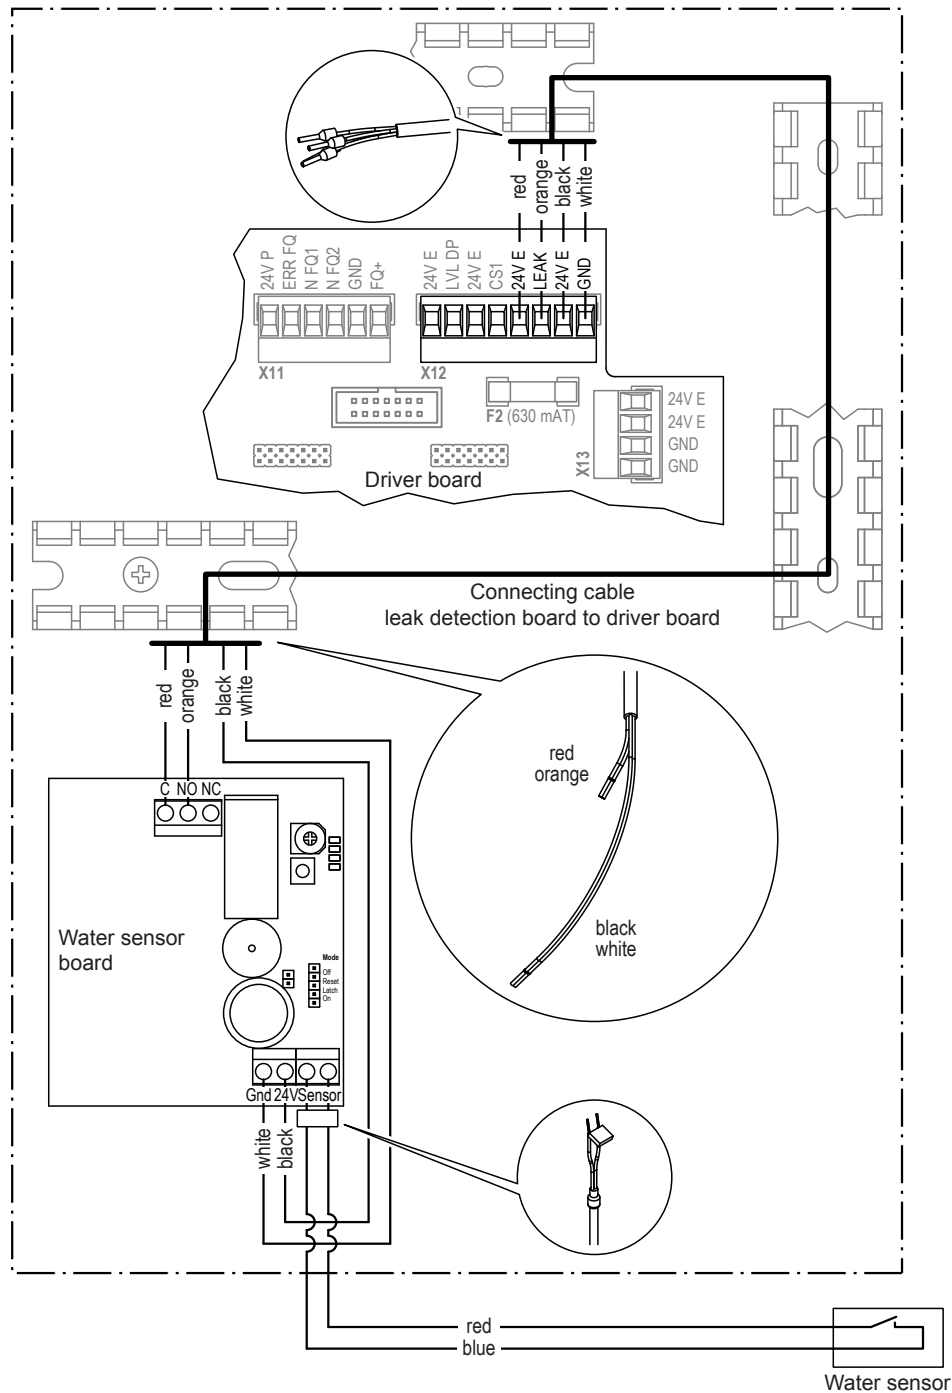 red
orange
black
white
24V P
ERR FQ
N FQ1
N FQ2
GND
FQ+
24V E
LVL DP
24V E
CS1
24V E
LEAK
24V E
GND
X11
X12
F2 (630 mAT)
X13
24V E
24V E
GND
GND
Driver board
Connecting cable
leak detection board to driver board
red
orange
black
white
red
orange
black
white
C NO NC
Water sensor
board
Mode
Off
Reset
Latch
On
Gnd 24V Sensor
white
black
red
blue
Water sensor